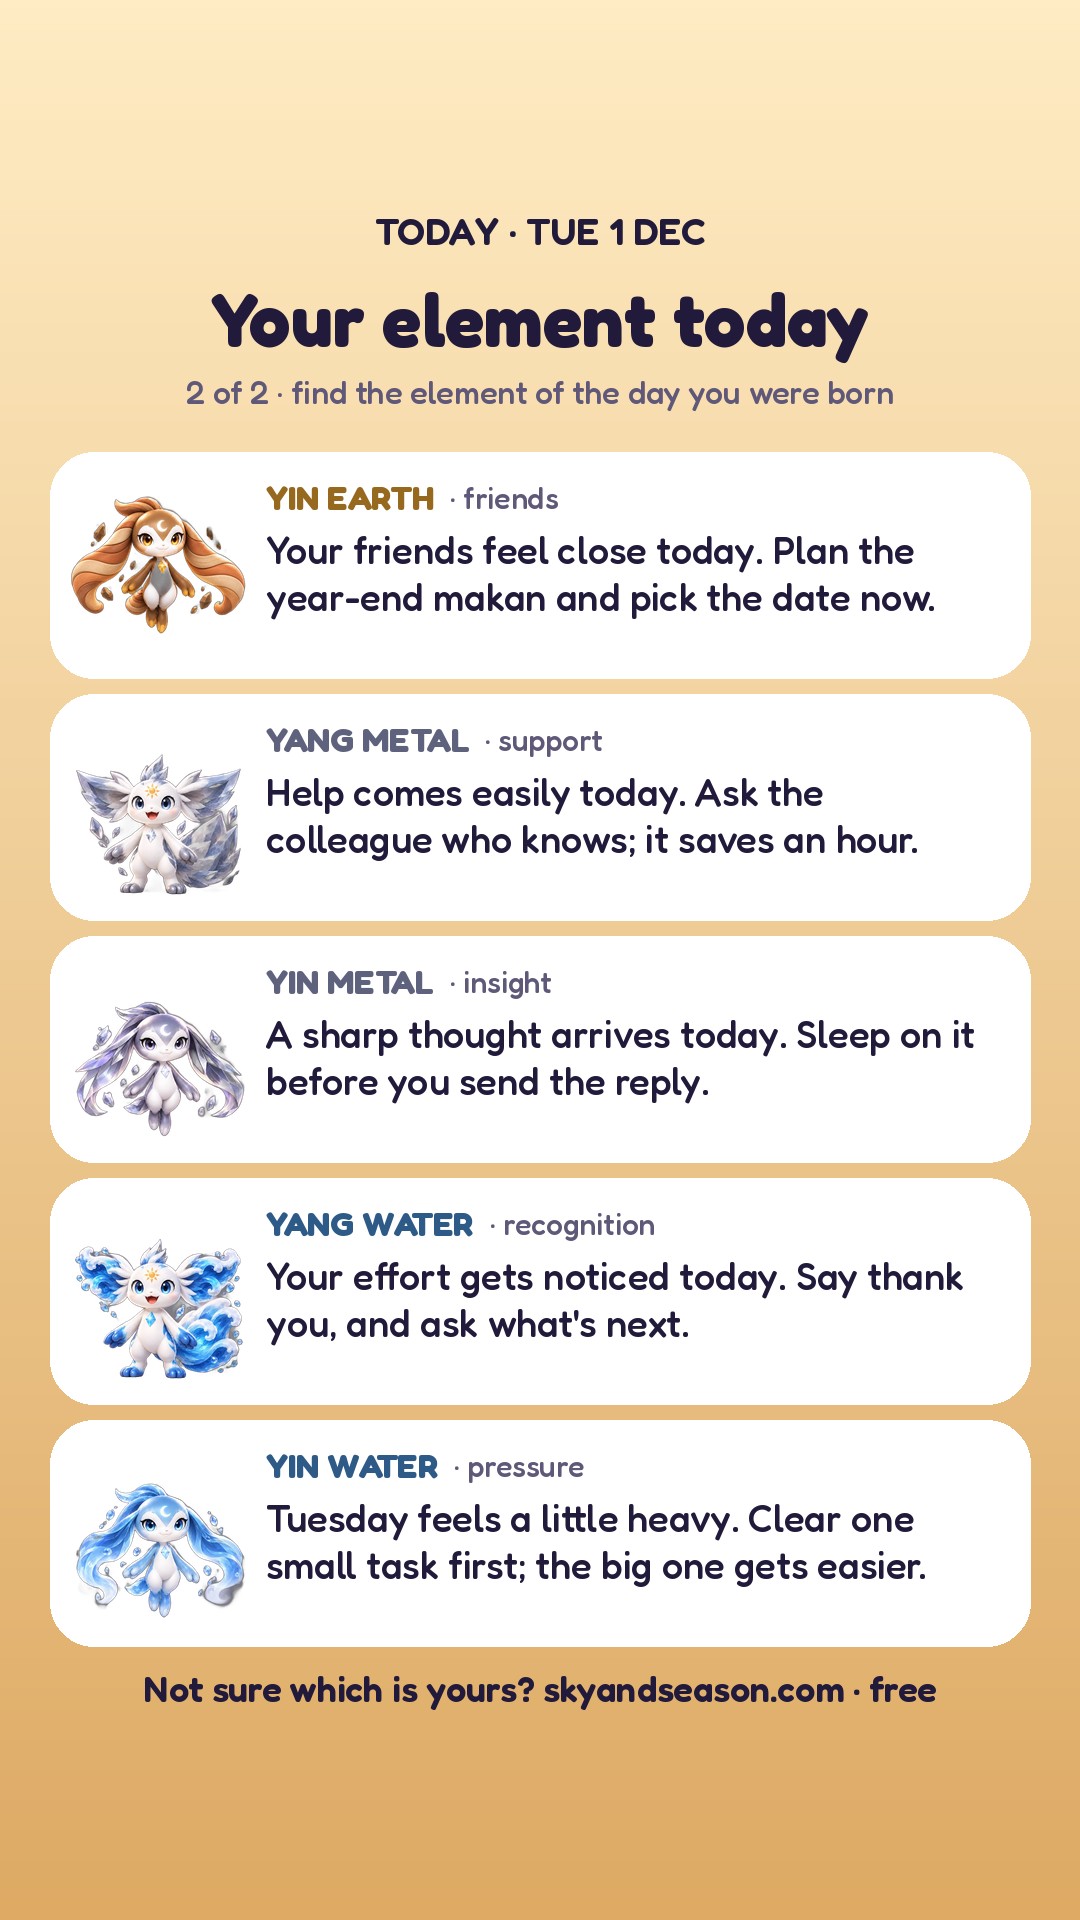 TODAY · TUE 1 DEC
Your element today
2 of 2 · find the element of the day you were born
YIN EARTH · friends
Your friends feel close today. Plan the
year-end makan and pick the date now.
YANG METAL · support
Help comes easily today. Ask the
colleague who knows; it saves an hour.
YIN METAL · insight
A sharp thought arrives today. Sleep on it
before you send the reply.
YANG WATER · recognition
Your effort gets noticed today. Say thank
you, and ask what's next.
YIN WATER · pressure
Tuesday feels a little heavy. Clear one
small task first; the big one gets easier.
Not sure which is yours? skyandseason.com · free